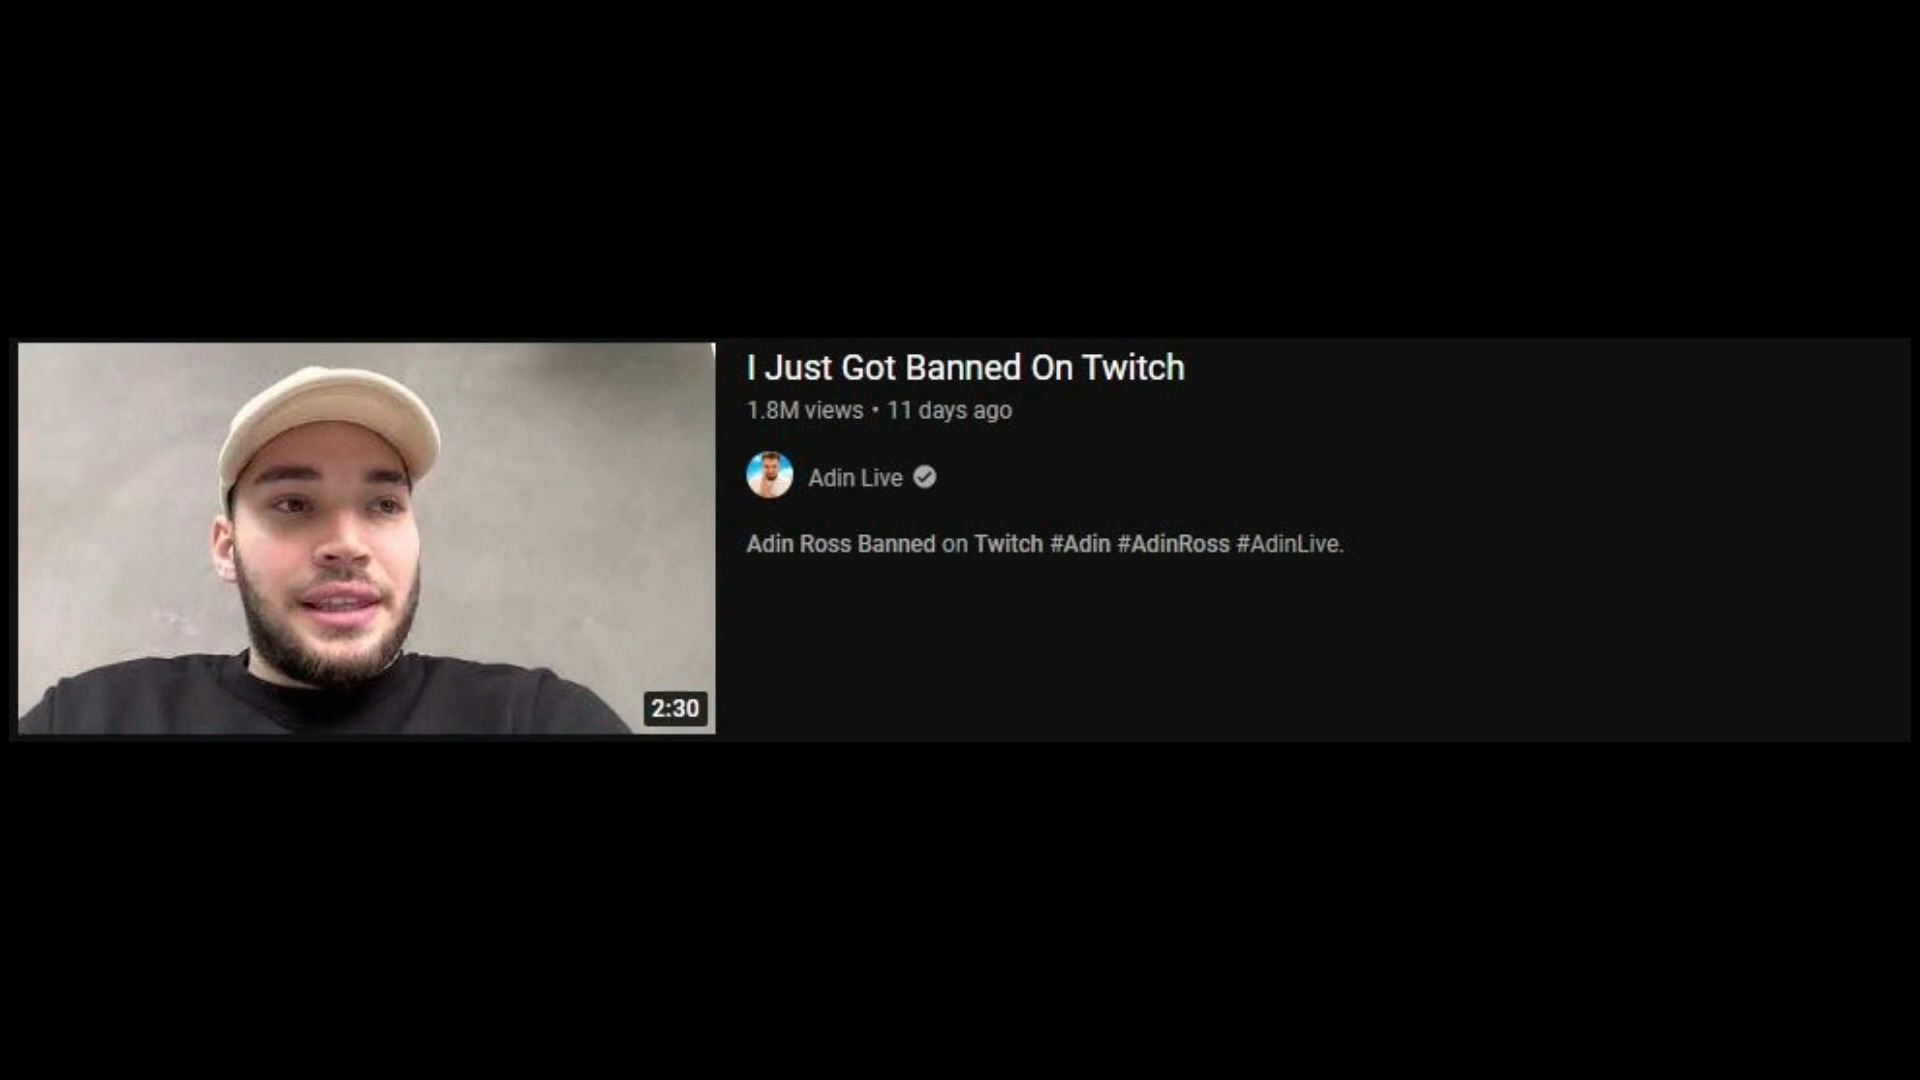 I Just Got Banned On Twitch
1.8M views • 11 days ago
Adin Live
Adin Ross Banned on Twitch #Adin #AdinRoss #AdinLive.
2:30